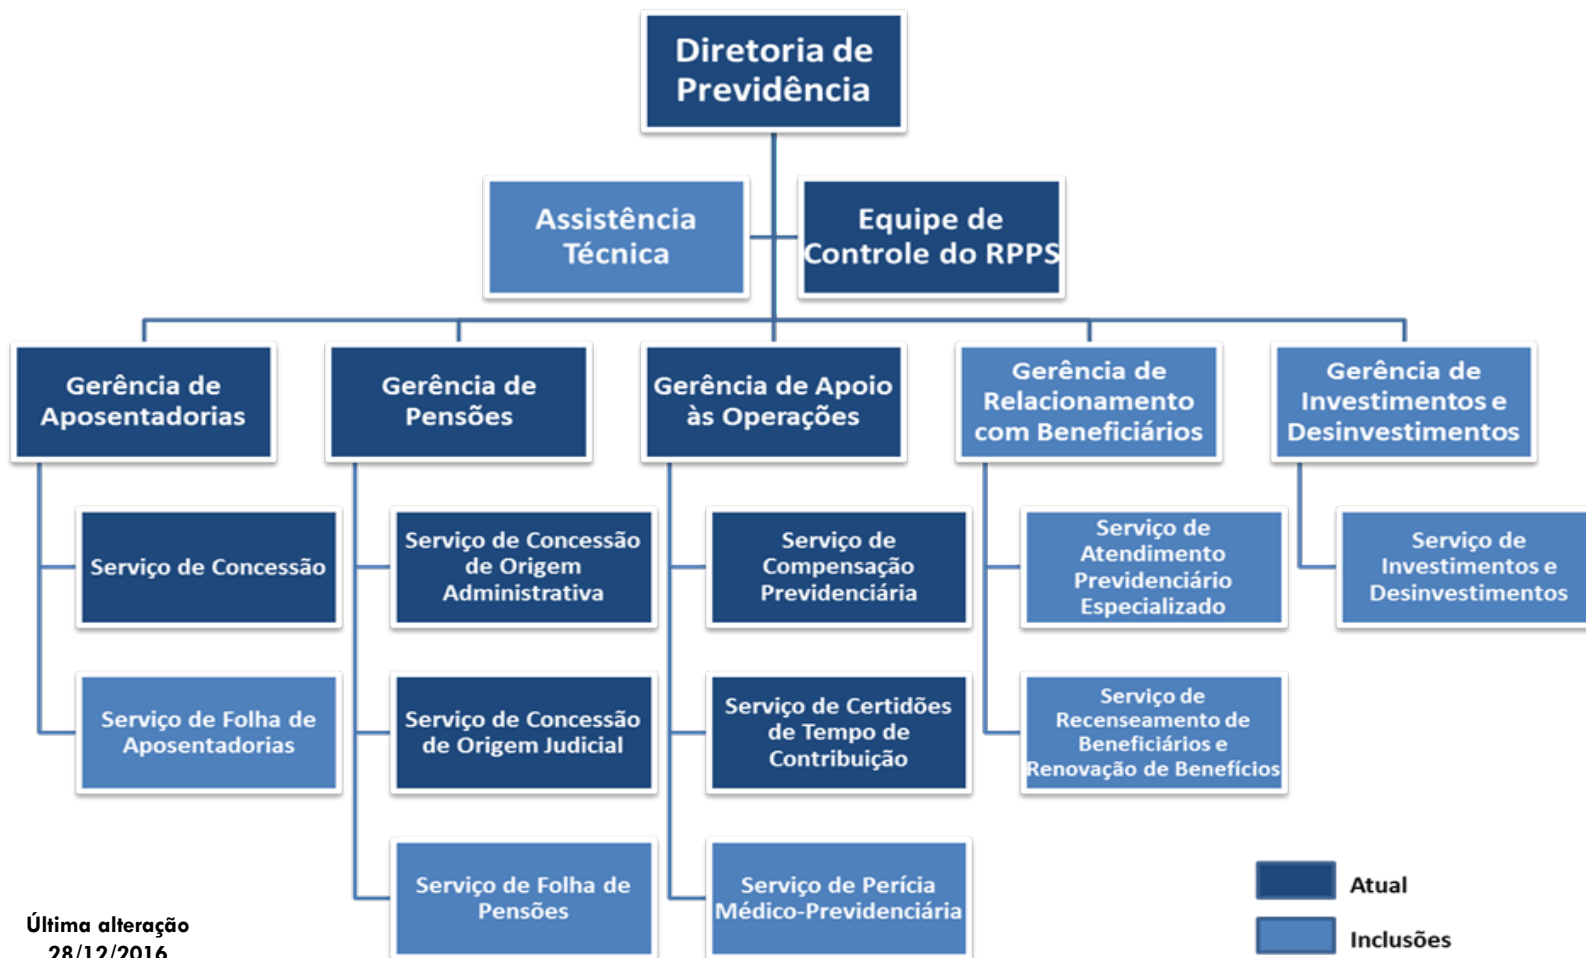 Diretoria de
Previdência
Assistência
Técnica
Equipe de
Controle do RPPS
Gerência de
Aposentadorias
Gerência de
Pensões
Gerência de Apoio
às Operações
Gerência de
Relacionamento
com Beneficiários
Gerência de
Investimentos e
Desinvestimentos
Serviço de Concessão
Serviço de Concessão
de Origem
Administrativa
Serviço de
Compensação
Previdenciária
Serviço de
Atendimento
Previdenciário
Especializado
Serviço de
Investimentos e
Desinvestimentos
Serviço de Folha de
Aposentadorias
Serviço de Concessão
de Origem Judicial
Serviço de Certidões
de Tempo de
Contribuição
Serviço de
Recenseamento de
Beneficiários e
Renovação de Benefícios
Serviço de Folha de
Pensões
Serviço de Perícia
Médico-Previdenciária
Atual
Inclusões
Última alteração
28/12/2016